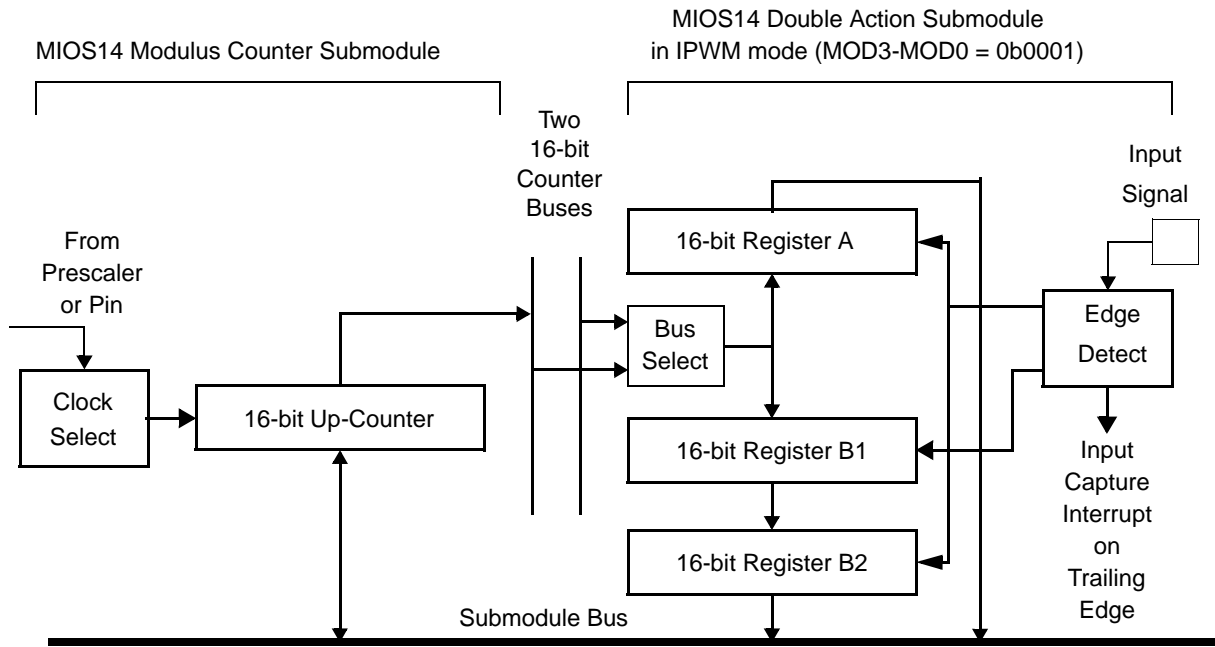 MIOS14 Modulus Counter Submodule
MIOS14 Double Action Submodule
in IPWM mode (MOD3-MOD0 = 0b0001)
Two
16-bit
Counter
Buses
Input
Signal
From
Prescaler
or Pin
16-bit Register A
Bus
Select
Edge
Detect
Clock
Select
16-bit Up-Counter
16-bit Register B1
Input
Capture
Interrupt
on
Trailing
Edge
16-bit Register B2
Submodule Bus